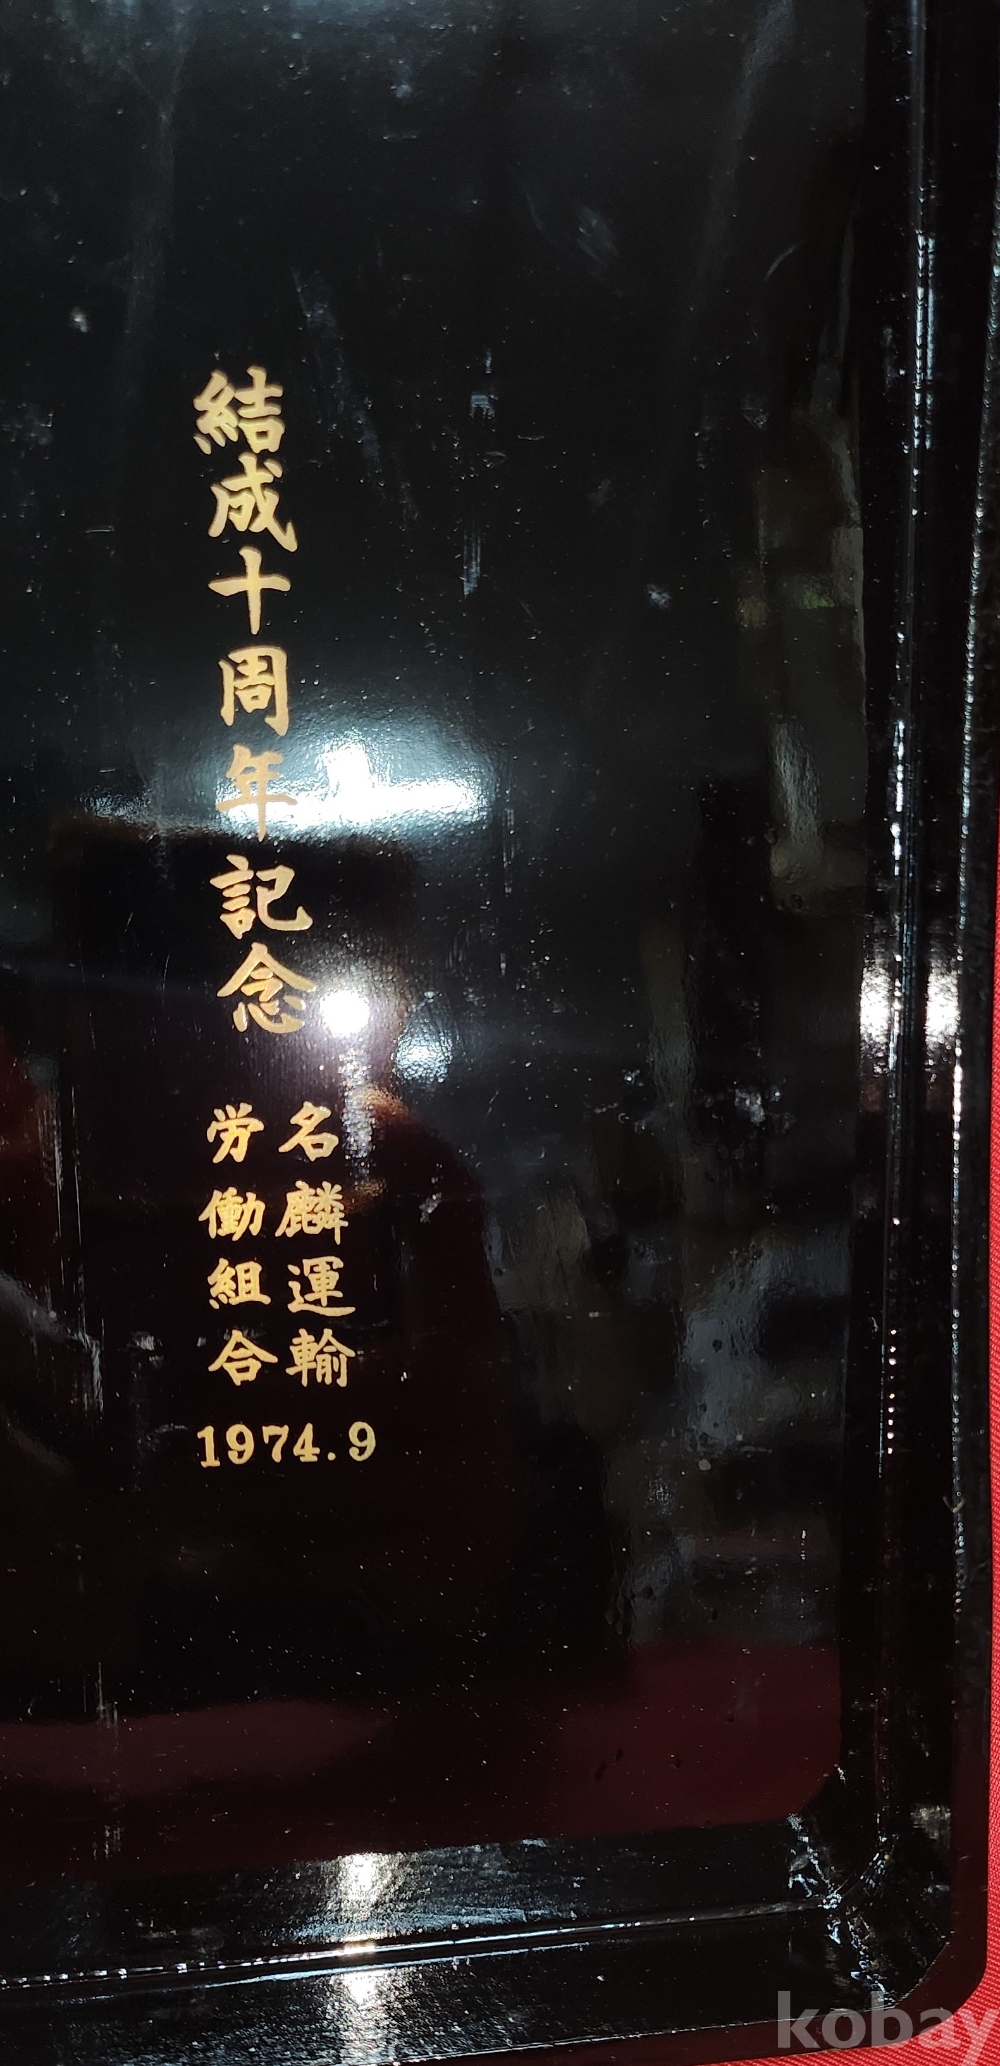 結成十周年記念
名麟運輸
労働組合
1974.9
kobay